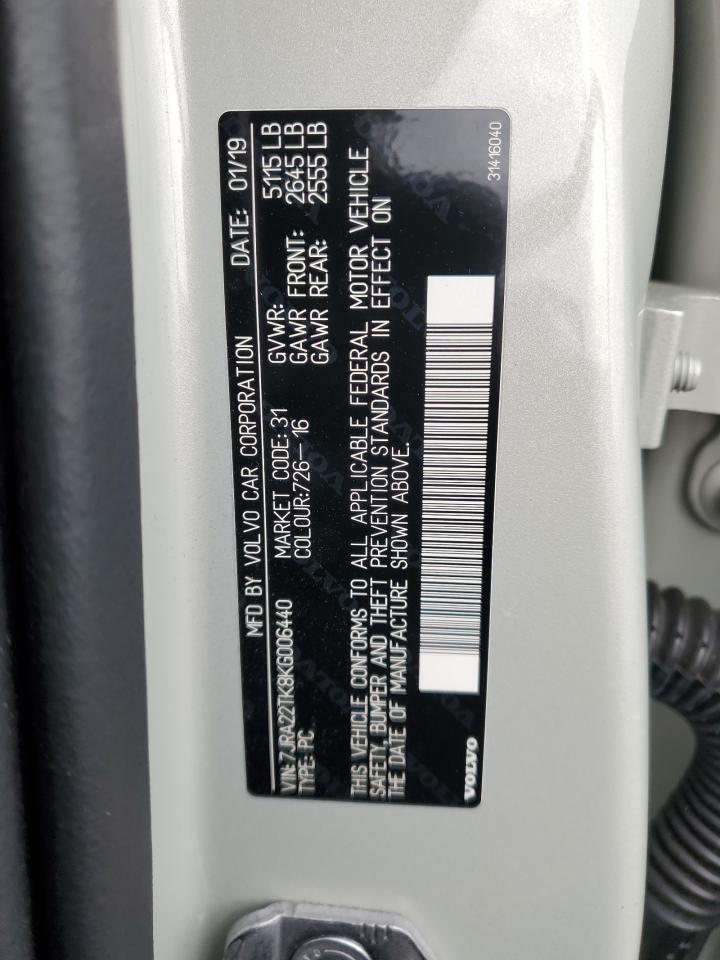 MFD BY VOLVO CAR CORPORATION DATE: 01/19
VIN:7JRA22TK8KG006440 GVWR: 5115 LB
TYPE: PC MARKET CODE: 31 GAWR FRONT: 2645 LB
COLOUR:726-16 GAWR REAR: 2555 LB
THIS VEHICLE CONFORMS TO ALL APPLICABLE FEDERAL MOTOR VEHICLE
SAFETY, BUMPER AND THEFT PREVENTION STANDARDS IN EFFECT ON
THE DATE OF MANUFACTURE SHOWN ABOVE.
VOLVO 31416040